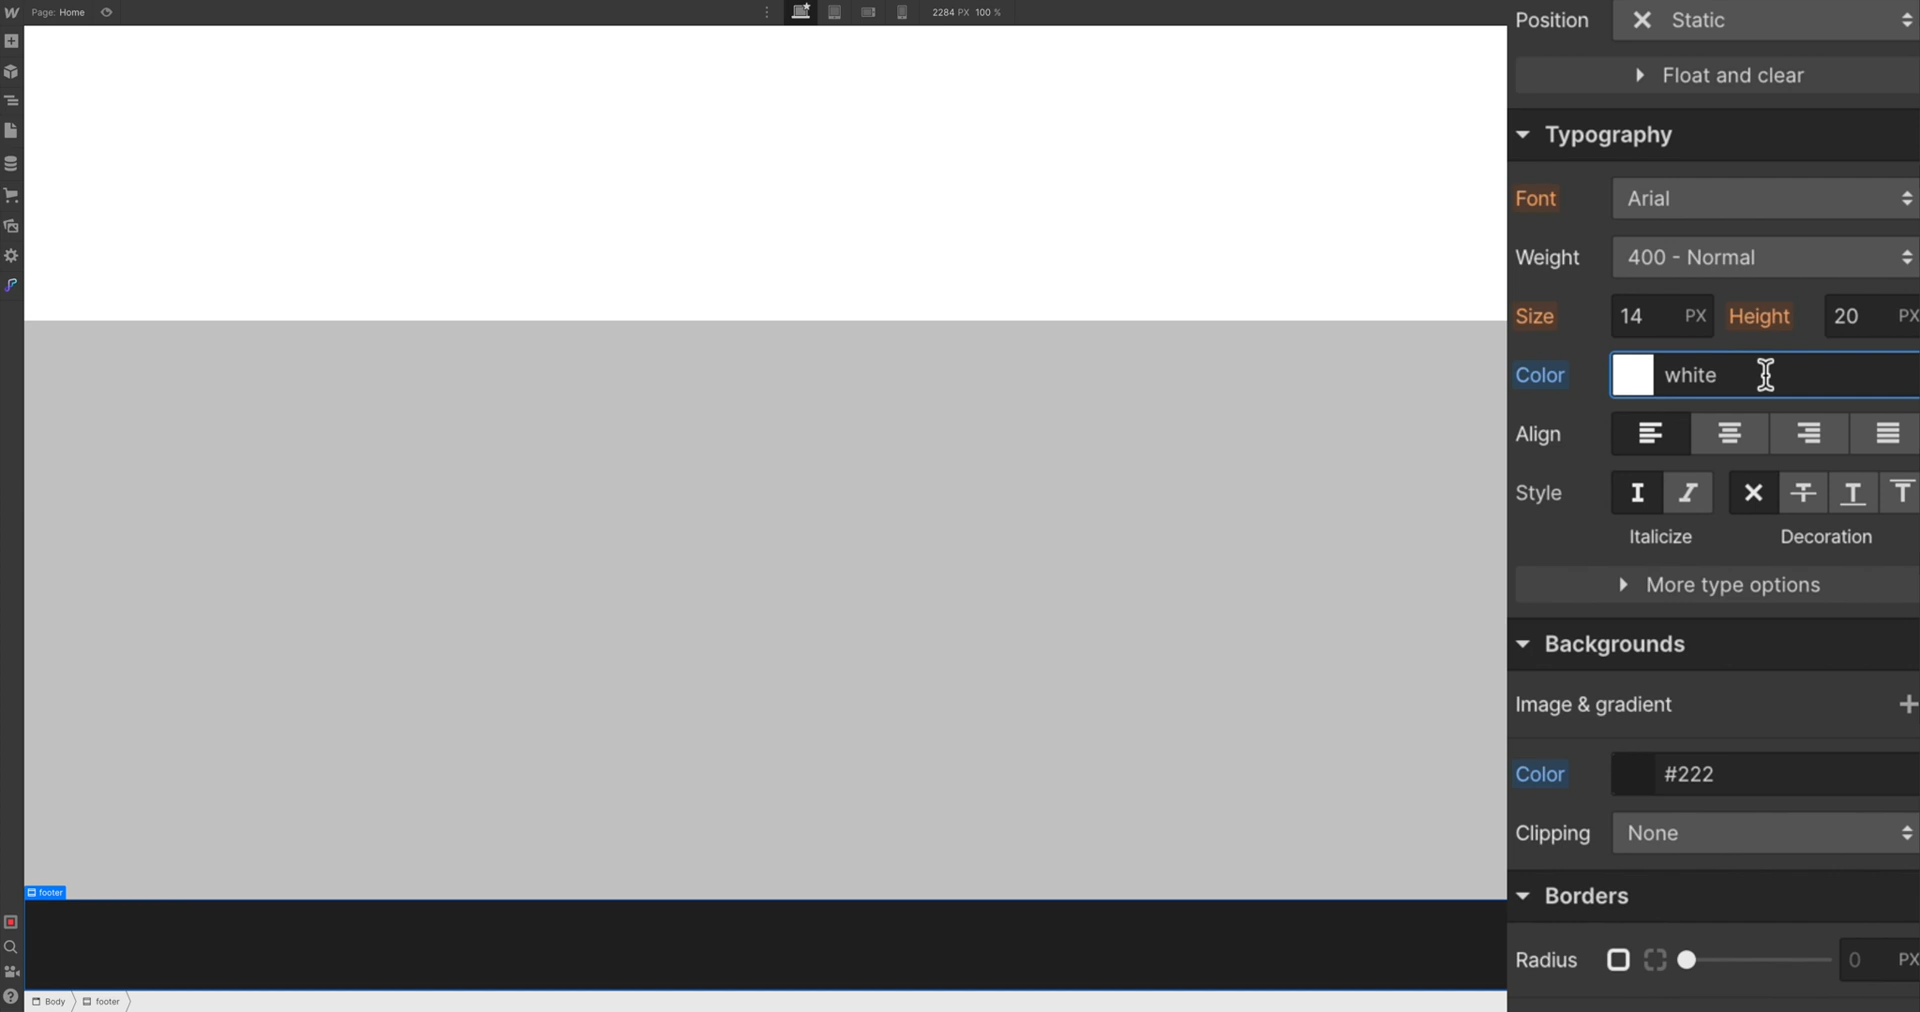 Page: Home
2284 PX 100 %
Position Static
Float and clear
Typography
Font Arial
Weight 400 - Normal
Size 14 PX Height 20 PX
Color white
Align
Style
Italicize Decoration
More type options
Backgrounds
Image & gradient
Color #222
Clipping None
footer
Borders
Radius 0 PX
Body footer